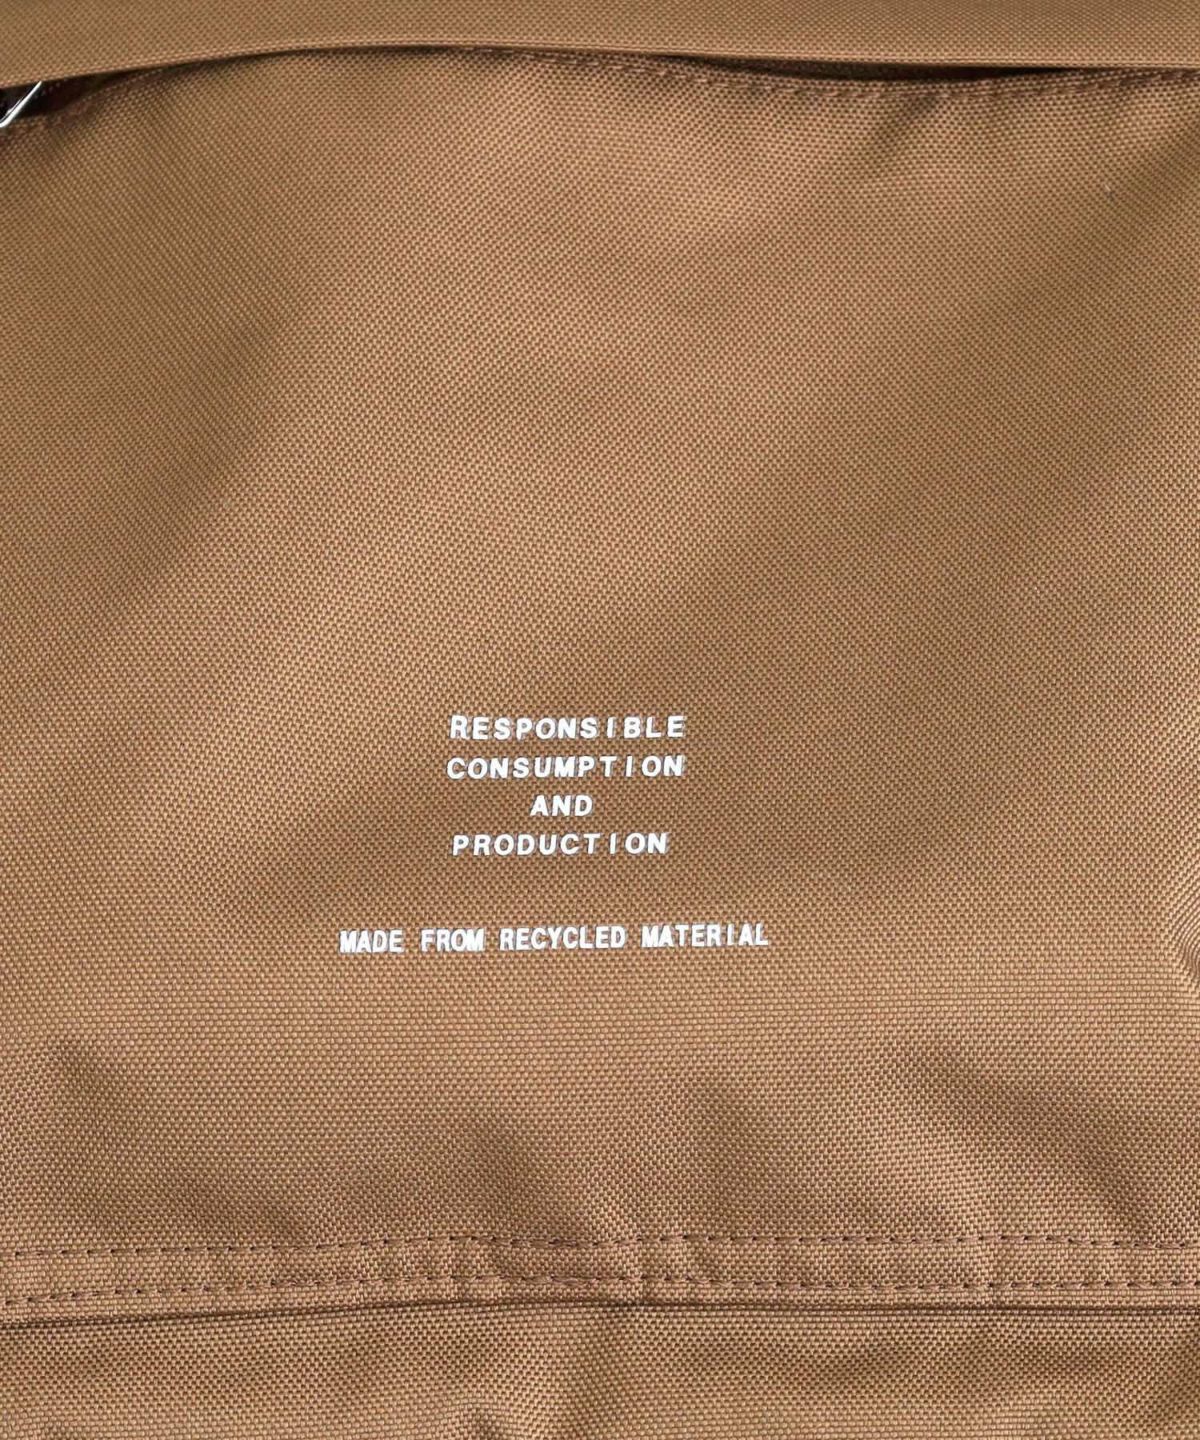 RESPONSIBLE
CONSUMPTION
AND
PRODUCTION
MADE FROM RECYCLED MATERIAL